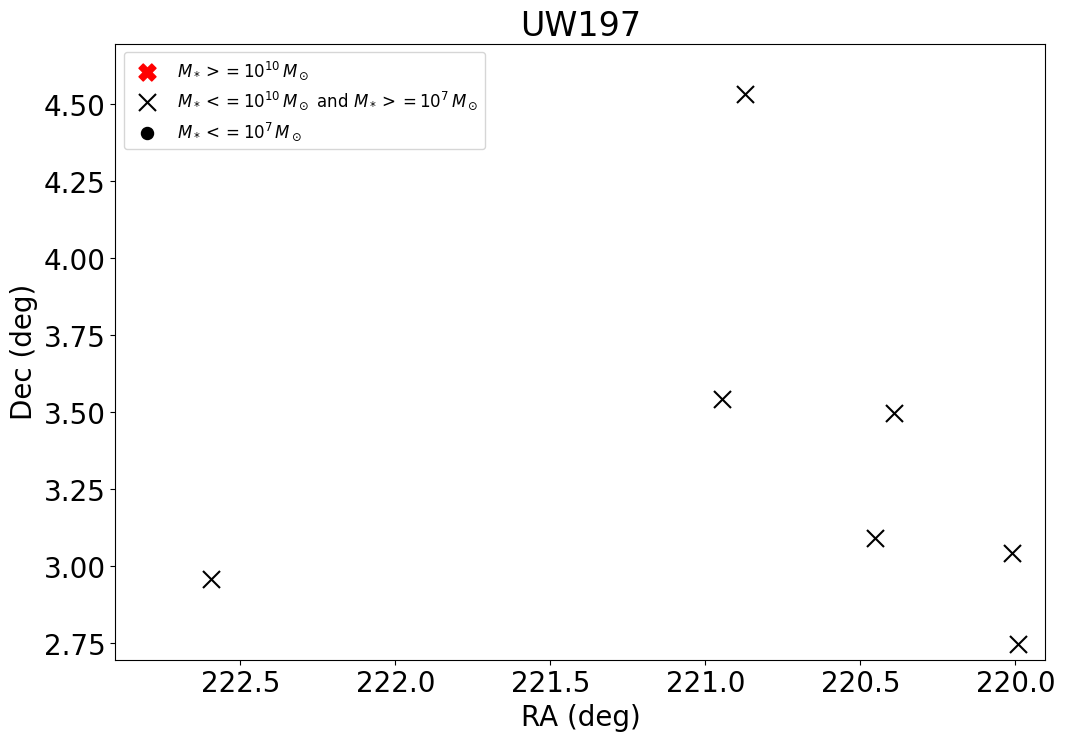 UW197
M* >= 10^10 M⊙
M* <= 10^10 M⊙ and M* >= 10^7 M⊙
M* <= 10^7 M⊙
4.50
4.25
4.00
3.75
3.50
3.25
3.00
2.75
Dec (deg)
222.5 222.0 221.5 221.0 220.5 220.0
RA (deg)